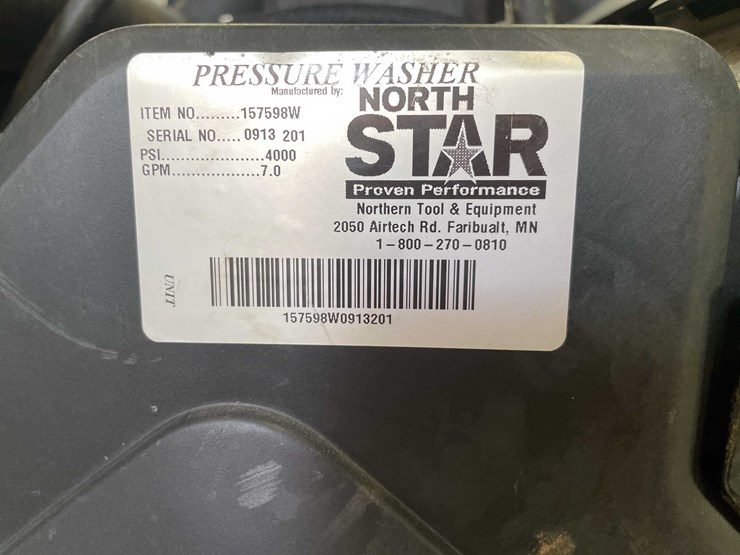 PRESSURE WASHER
Manufactured by:
NORTH
STAR
Proven Performance
ITEM NO.........157598W
SERIAL NO..... 0913 201
PSI....................4000
GPM..................7.0
Northern Tool & Equipment
2050 Airtech Rd. Faribualt, MN
1-800-270-0810
UNIT
157598W0913201